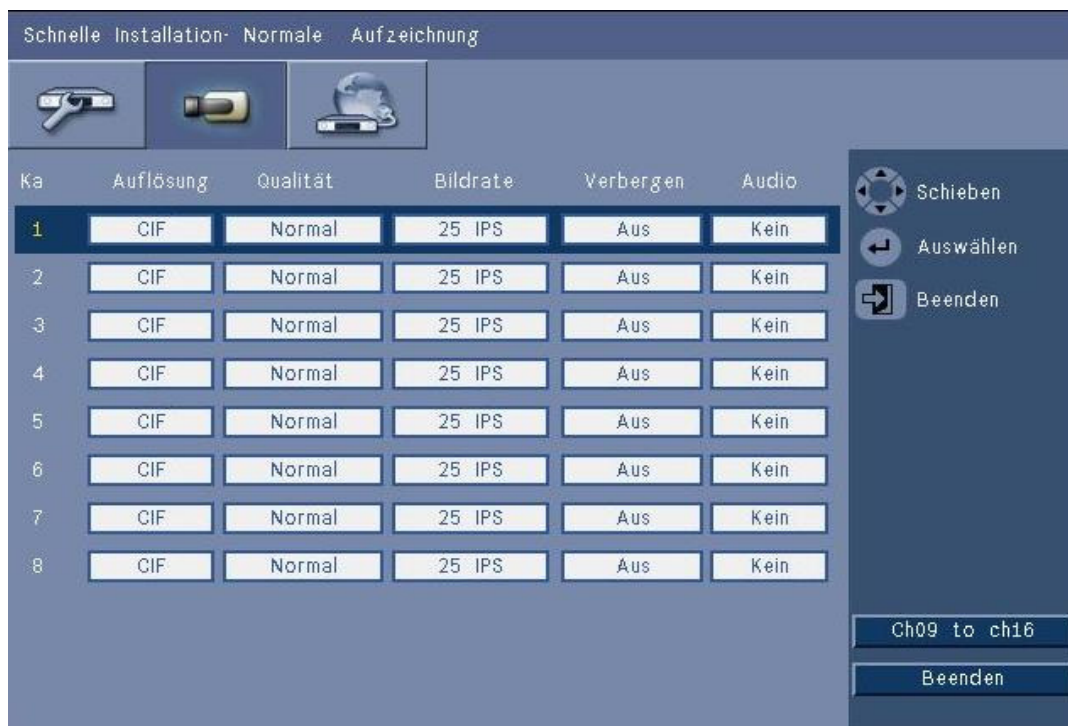 Schnelle Installation- Normale Aufzeichnung
Ka Auflösung Qualität Bildrate Verbergen Audio
1 CIF Normal 25 IPS Aus Kein
2 CIF Normal 25 IPS Aus Kein
3 CIF Normal 25 IPS Aus Kein
4 CIF Normal 25 IPS Aus Kein
5 CIF Normal 25 IPS Aus Kein
6 CIF Normal 25 IPS Aus Kein
7 CIF Normal 25 IPS Aus Kein
8 CIF Normal 25 IPS Aus Kein
Schieben
Auswählen
Beenden
Ch09 to ch16
Beenden